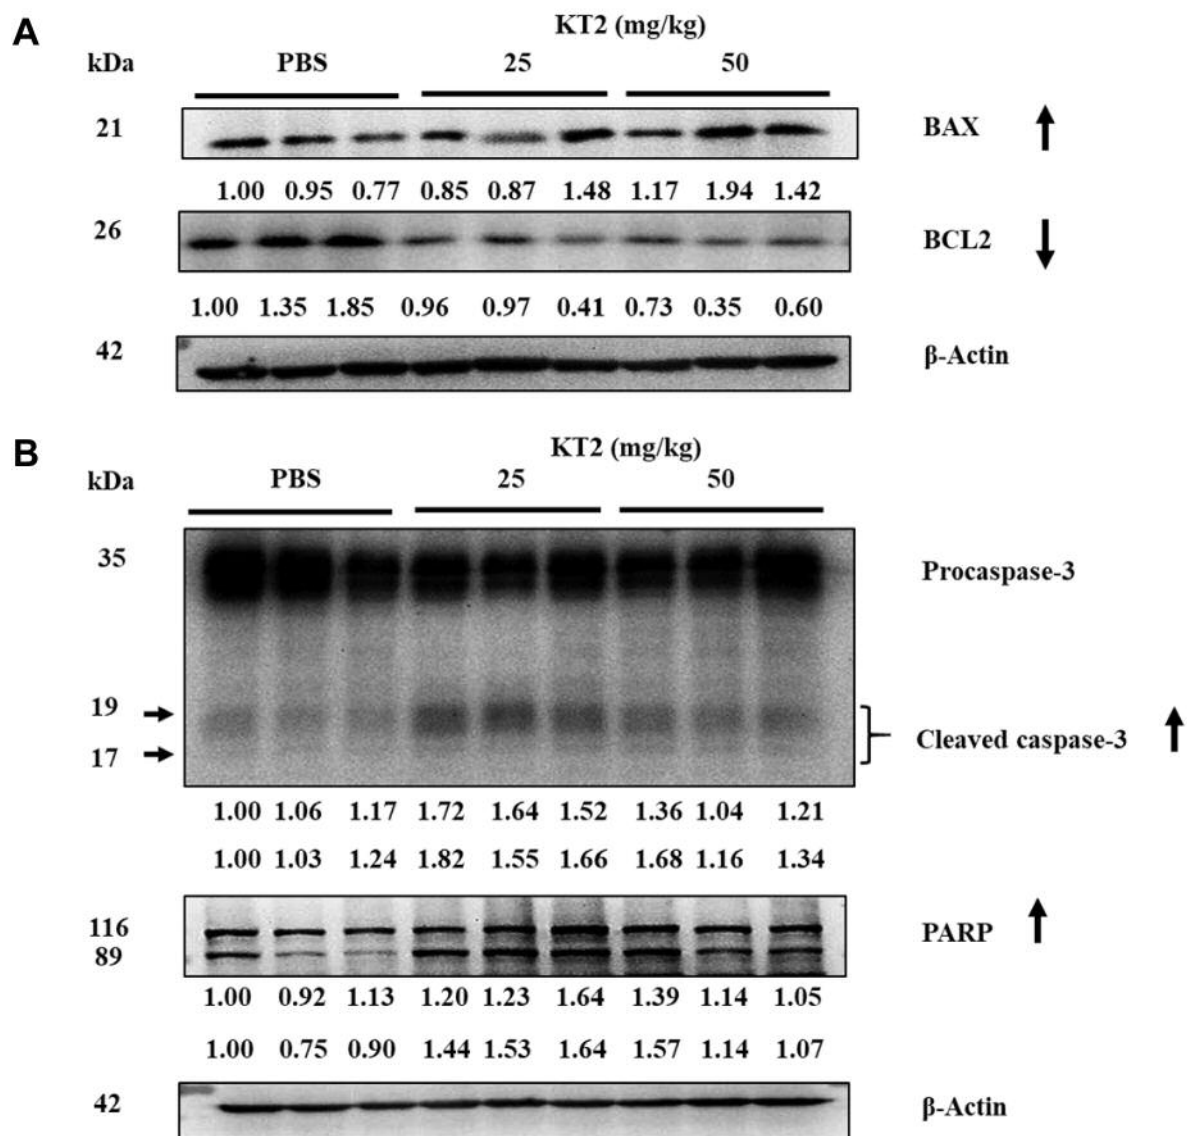 A
KT2 (mg/kg)
kDa PBS 25 50
21 BAX
1.00 0.95 0.77 0.85 0.87 1.48 1.17 1.94 1.42
26 BCL2
1.00 1.35 1.85 0.96 0.97 0.41 0.73 0.35 0.60
42 β-Actin
B
KT2 (mg/kg)
kDa PBS 25 50
35 Procaspase-3
19
17 Cleaved caspase-3
1.00 1.06 1.17 1.72 1.64 1.52 1.36 1.04 1.21
1.00 1.03 1.24 1.82 1.55 1.66 1.68 1.16 1.34
116 PARP
89
1.00 0.92 1.13 1.20 1.23 1.64 1.39 1.14 1.05
1.00 0.75 0.90 1.44 1.53 1.64 1.57 1.14 1.07
42 β-Actin